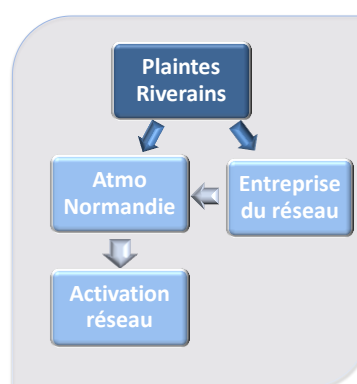 Plaintes
Riverains
Atmo
Normandie
Entreprise
du réseau
Activation
réseau